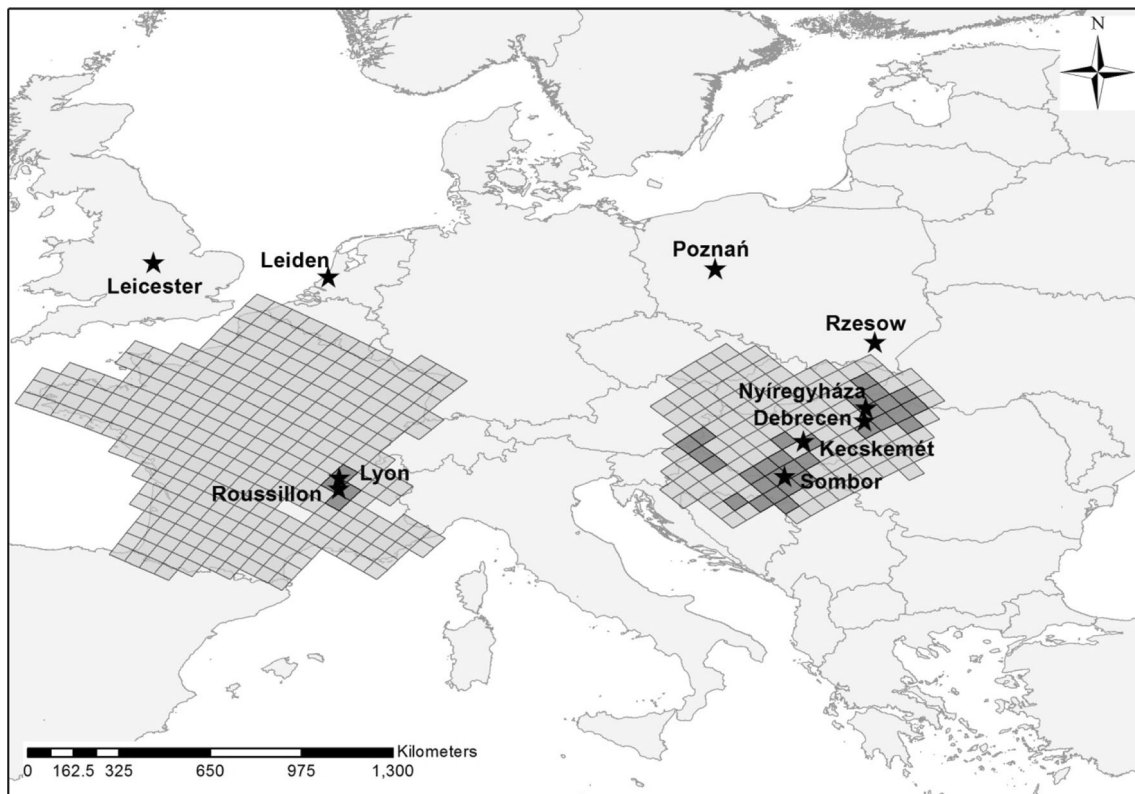 N
Leicester
Leiden
Poznań
Rzesow
Nyíregyháza
Debrecen
Kecskemét
Sombor
Lyon
Roussillon
Kilometers
0 162.5 325 650 975 1,300